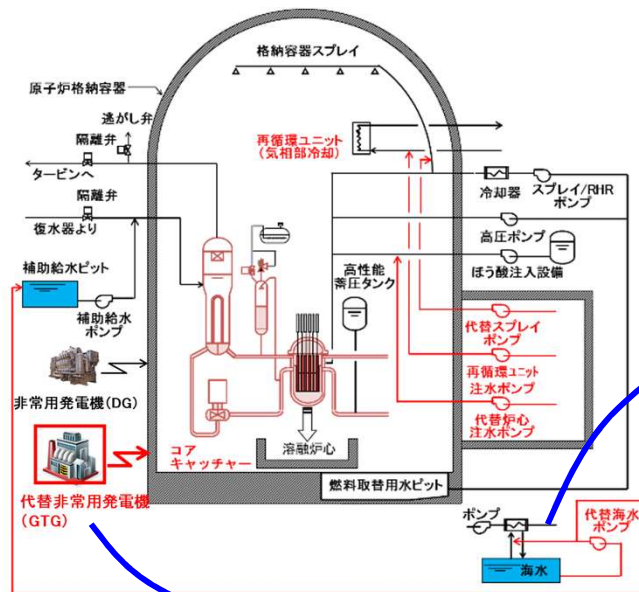 格納容器スプレイ
原子炉格納容器
逃がし弁
隔離弁
タービンへ
隔離弁
復水器より
補助給水ピット
補助給水
ポンプ
非常用発電機(DG)
代替非常用発電機
(GTG)
再循環ユニット
(気相部冷却)
冷却器
スプレイ/RHR
ポンプ
高圧ポンプ
ほう酸注入設備
高性能
蓄圧タンク
代替スプレイ
ポンプ
再循環ユニット
注水ポンプ
代替炉心
注水ポンプ
コア
キャッチャー
溶融炉心
燃料取替用水ピット
ポンプ
代替海水
ポンプ
海水